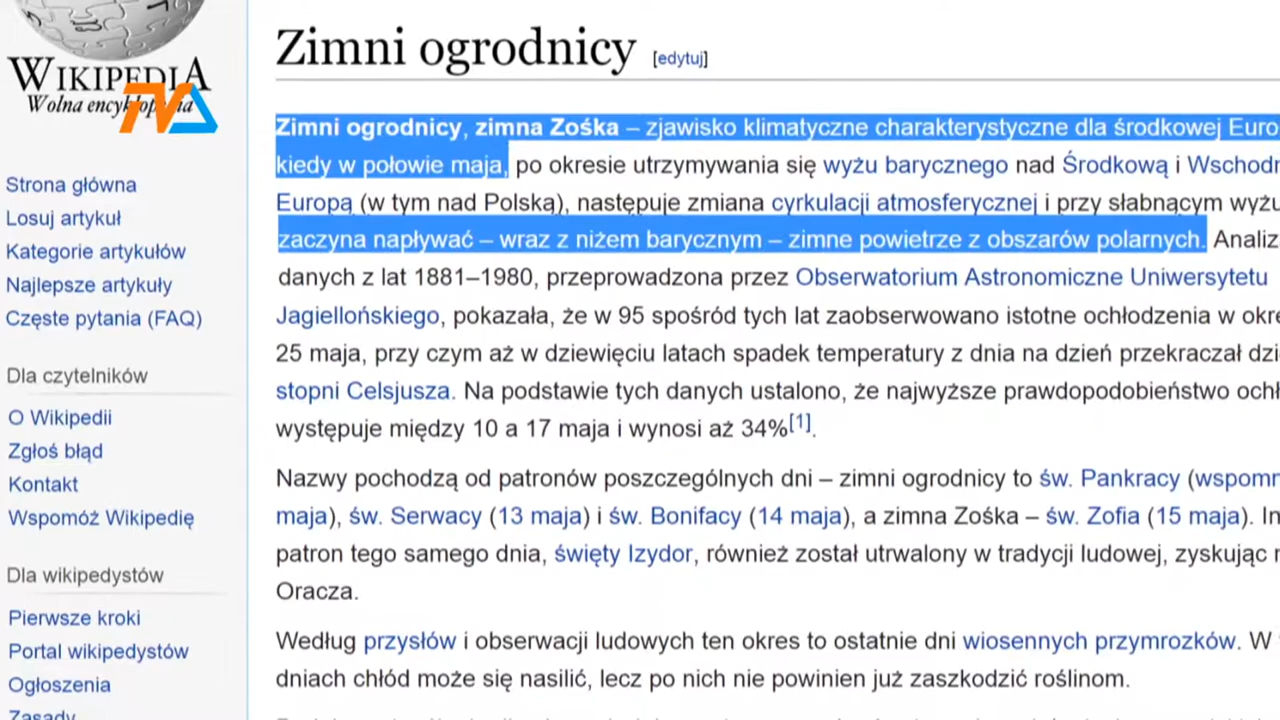 Zimni ogrodnicy [edytuj]
WIKIPEDIA
Wolna encyklopedia
TVA
Zimni ogrodnicy, zimna Zośka – zjawisko klimatyczne charakterystyczne dla środkowej
kiedy w połowie maja, po okresie utrzymywania się wyżu barycznego nad Środkową i
Europą (w tym nad Polską), następuje zmiana cyrkulacji atmosferycznej i przy słabnącym
zaczyna napływać – wraz z niżem barycznym – zimne powietrze z obszarów polarnych.
danych z lat 1881–1980, przeprowadzona przez Obserwatorium Astronomiczne Uniwersytetu
Jagiellońskiego, pokazała, że w 95 spośród tych lat zaobserwowano istotne ochłodzenia w
25 maja, przy czym aż w dziewięciu latach spadek temperatury z dnia na dzień przekraczał
stopni Celsjusza. Na podstawie tych danych ustalono, że najwyższe prawdopodobieństwo
występuje między 10 a 17 maja i wynosi aż 34%[1].
Nazwy pochodzą od patronów poszczególnych dni – zimni ogrodnicy to św. Pankracy
maja), św. Serwacy (13 maja) i św. Bonifacy (14 maja), a zimna Zośka – św. Zofia (15 maja).
patron tego samego dnia, święty Izydor, również został utrwalony w tradycji ludowej, zyskując
Oracza.
Według przysłów i obserwacji ludowych ten okres to ostatnie dni wiosennych przymrozków. W
dniach chłód może się nasilić, lecz po nich nie powinien już zaszkodzić roślinom.
Strona główna
Losuj artykuł
Kategorie artykułów
Najlepsze artykuły
Częste pytania (FAQ)
Dla czytelników
O Wikipedii
Zgłoś błąd
Kontakt
Wspomóż Wikipedię
Dla wikipedystów
Pierwsze kroki
Portal wikipedystów
Ogłoszenia
Zasady